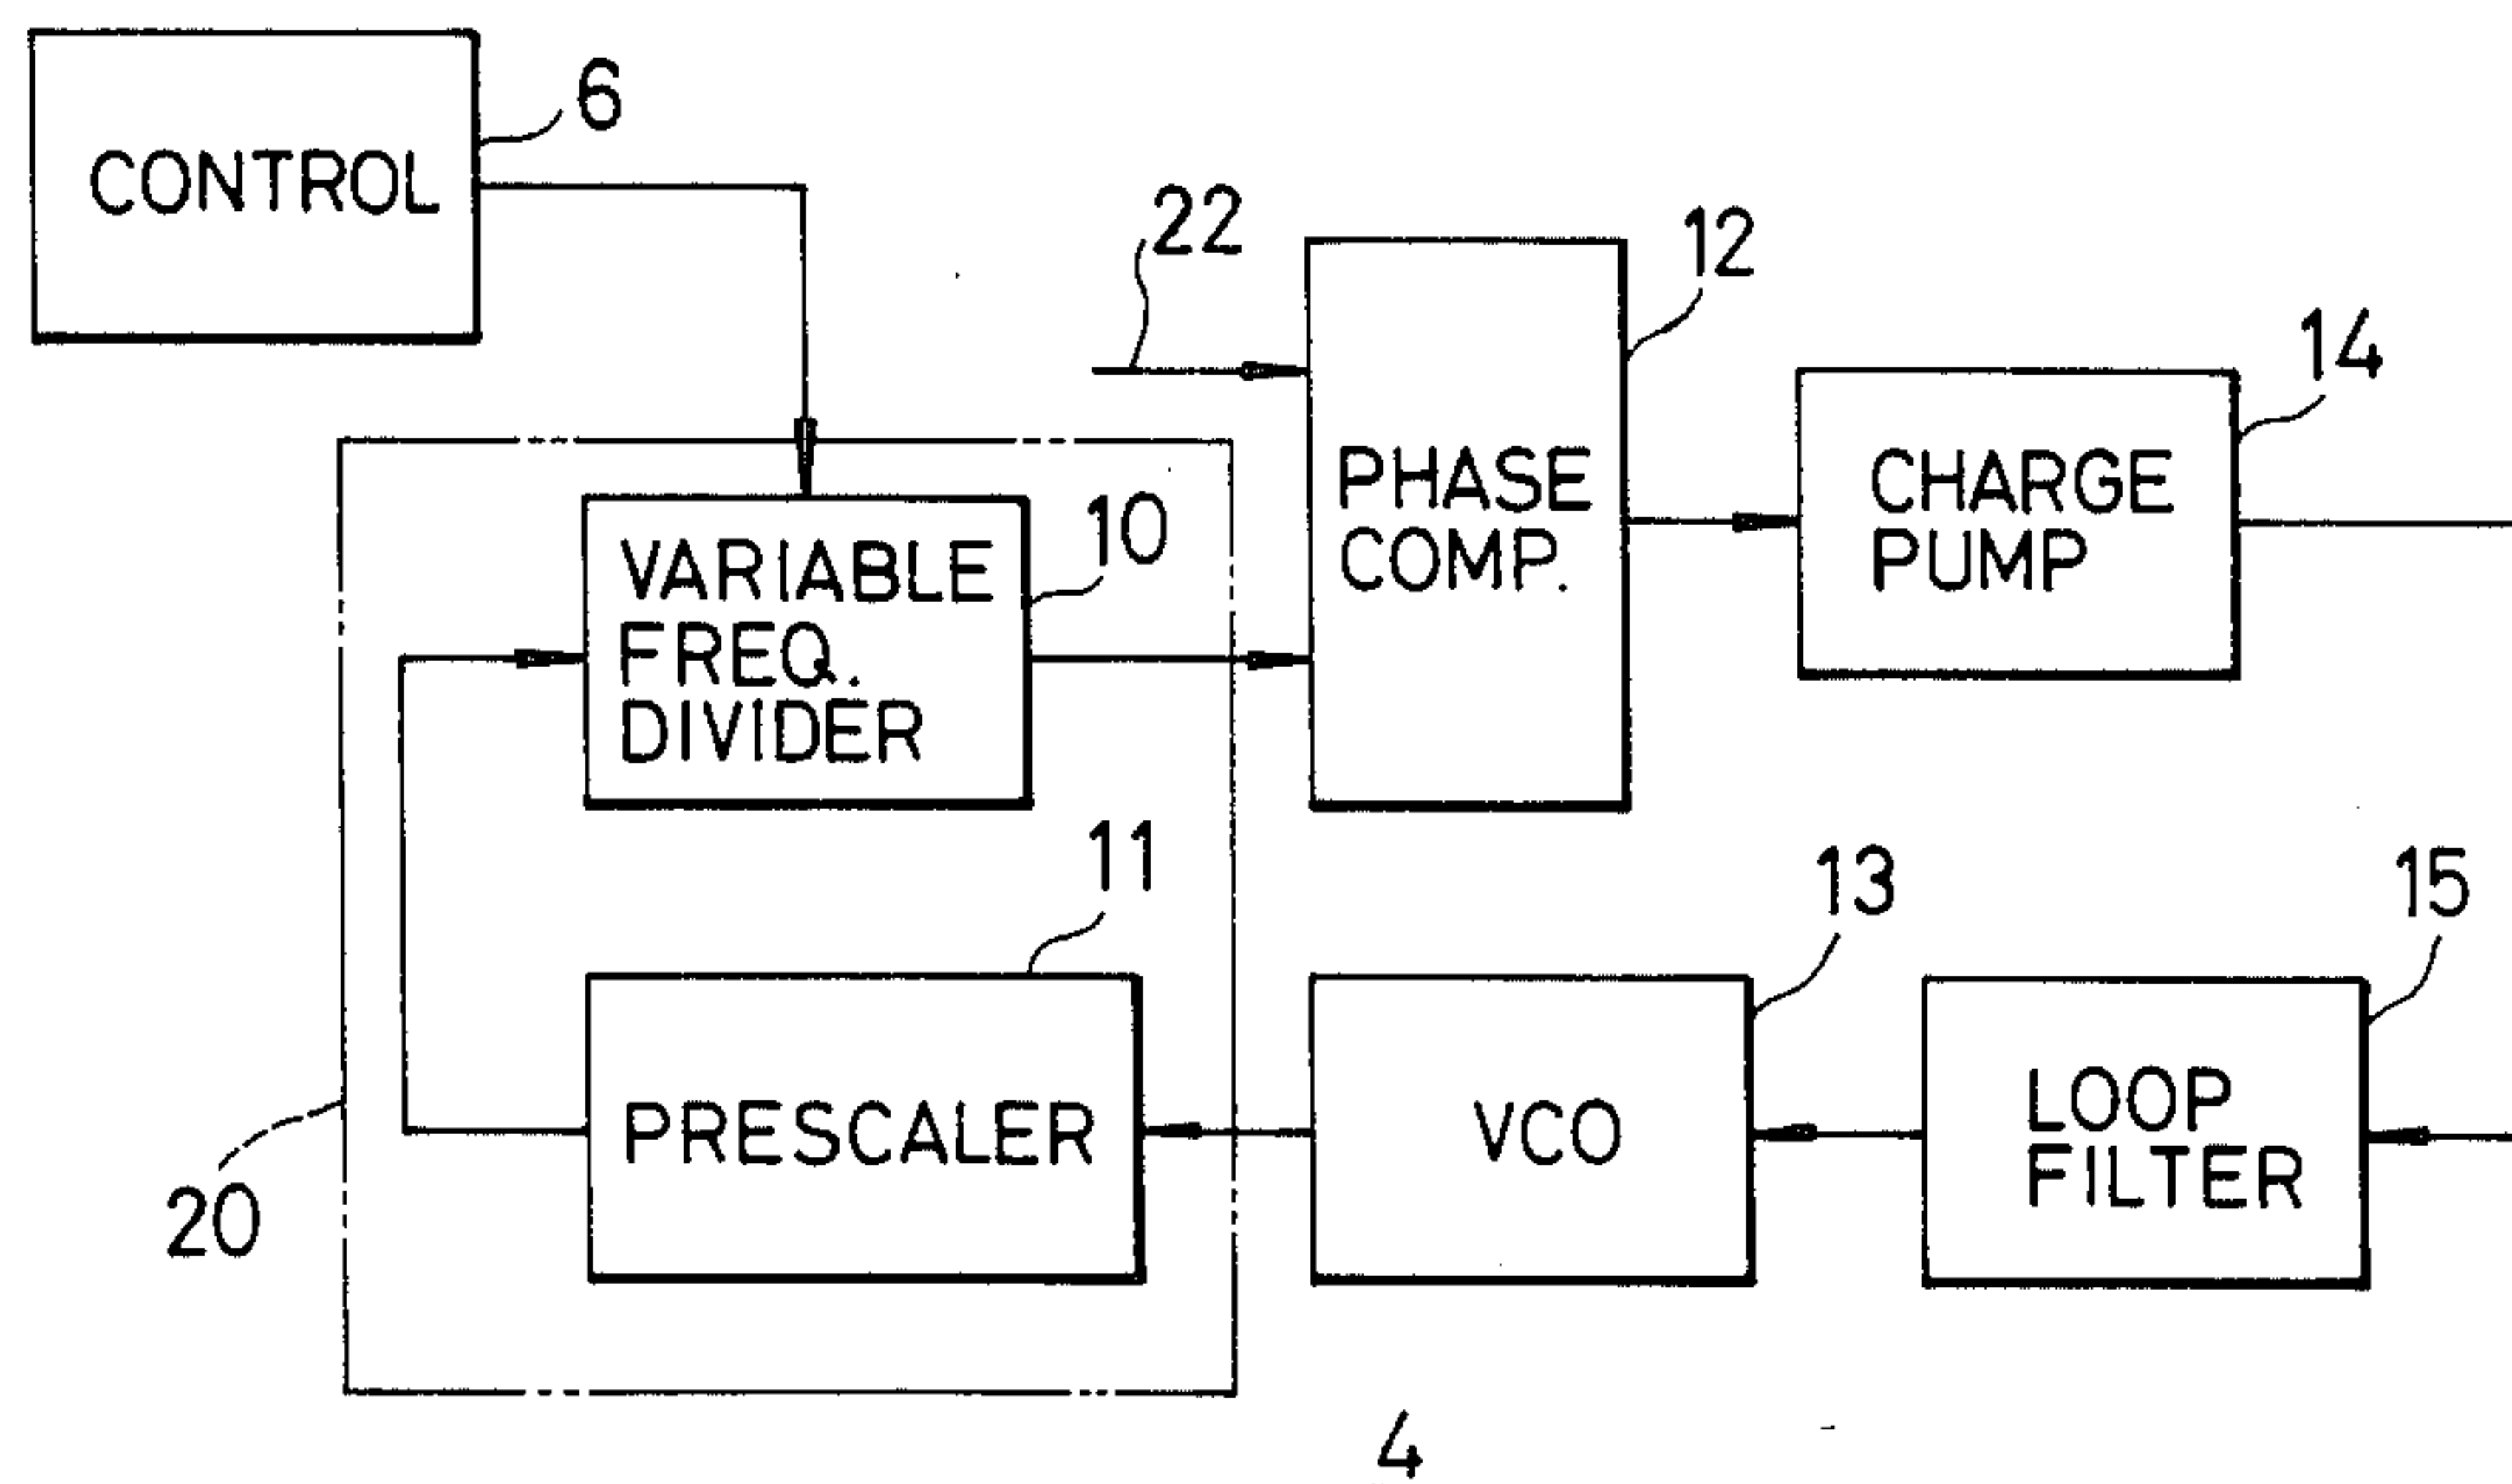 CONTROL
6
22
12
14
PHASE
COMP.
CHARGE
PUMP
10
VARIABLE
FREQ.
DIVIDER
11
13
15
PRESCALER
VCO
LOOP
FILTER
20
4